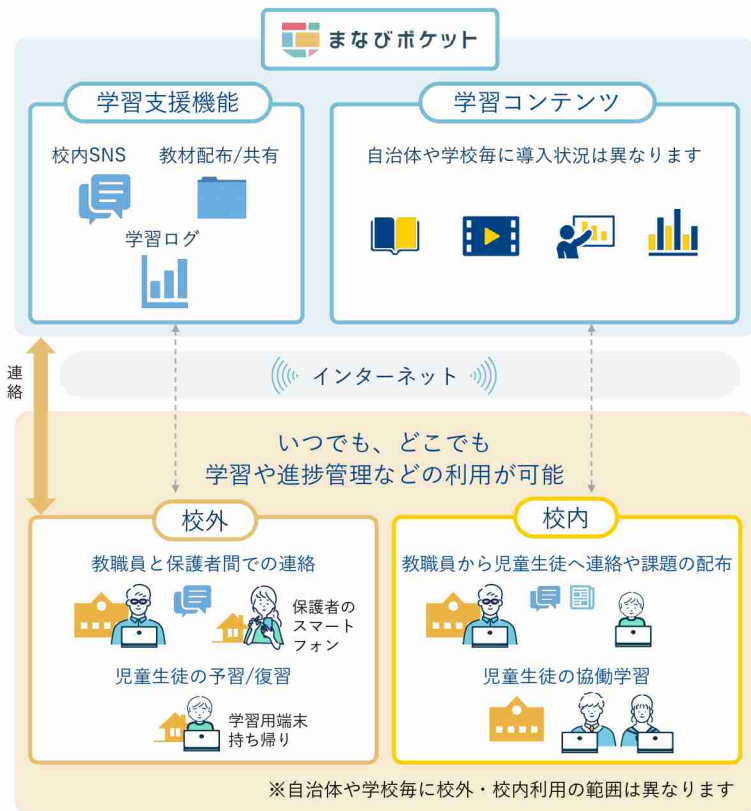 まなびポケット
学習支援機能
学習コンテンツ
校内SNS
教材配布/共有
学習ログ
自治体や学校毎に導入状況は異なります
連絡
インターネット
いつでも、どこでも
学習や進捗管理などの利用が可能
校外
教職員と保護者間での連絡
保護者の
スマート
フォン
児童生徒の予習/復習
学習用端末
持ち帰り
校内
教職員から児童生徒へ連絡や課題の配布
児童生徒の協働学習
※自治体や学校毎に校外・校内利用の範囲は異なります